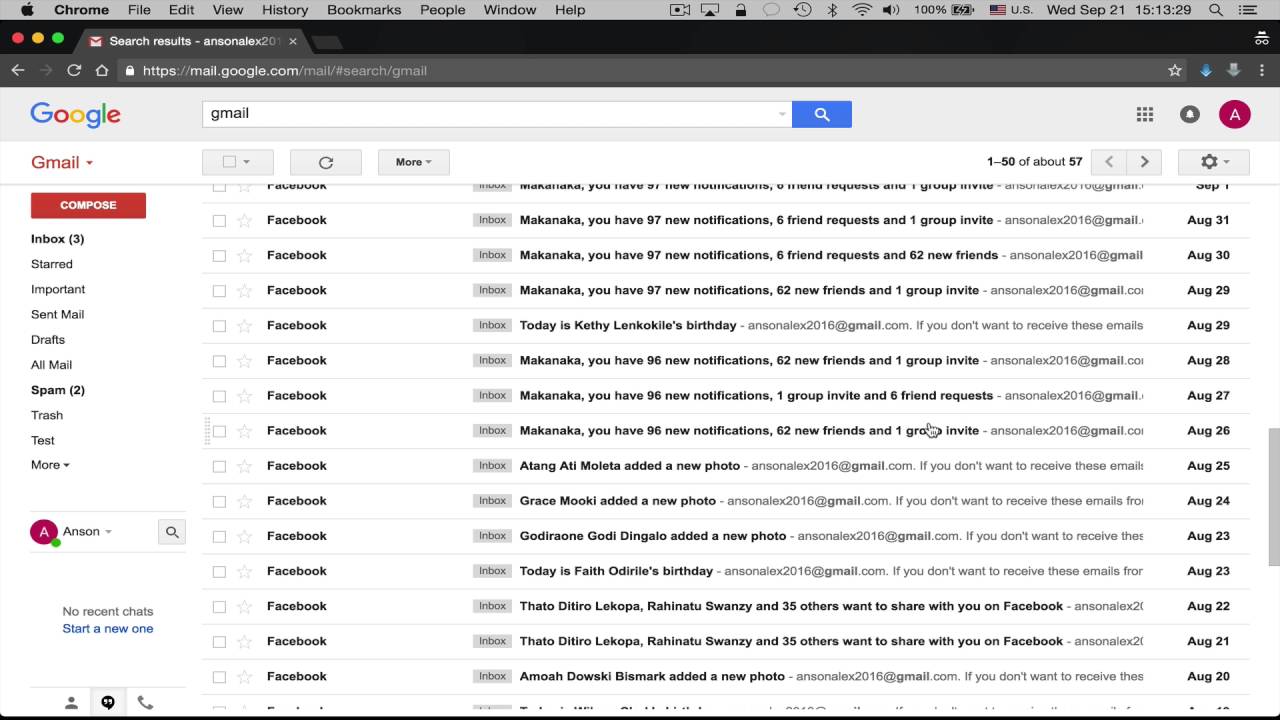 Chrome File Edit View History Bookmarks People Window Help 100% U.S. Wed Sep 21 15:13:29
Search results - ansonalex201
https://mail.google.com/mail/#search/gmail
Google gmail A
Gmail More 1–50 of about 57
COMPOSE
Inbox (3)
Starred
Important
Sent Mail
Drafts
All Mail
Spam (2)
Trash
Test
More
A Anson
No recent chats
Start a new one
Facebook Inbox Makanaka, you have 97 new notifications, 6 friend requests and 1 group invite - ansonalex2016@gmail. Sep 1
Facebook Inbox Makanaka, you have 97 new notifications, 6 friend requests and 1 group invite - ansonalex2016@gmail. Aug 31
Facebook Inbox Makanaka, you have 97 new notifications, 6 friend requests and 62 new friends - ansonalex2016@gmail Aug 30
Facebook Inbox Makanaka, you have 97 new notifications, 62 new friends and 1 group invite - ansonalex2016@gmail.co Aug 29
Facebook Inbox Today is Kethy Lenkokile's birthday - ansonalex2016@gmail.com. If you don't want to receive these emails Aug 29
Facebook Inbox Makanaka, you have 96 new notifications, 62 new friends and 1 group invite - ansonalex2016@gmail.co Aug 28
Facebook Inbox Makanaka, you have 96 new notifications, 1 group invite and 6 friend requests - ansonalex2016@gmail. Aug 27
Facebook Inbox Makanaka, you have 96 new notifications, 62 new friends and 1 group invite - ansonalex2016@gmail.co Aug 26
Facebook Inbox Atang Ati Moleta added a new photo - ansonalex2016@gmail.com. If you don't want to receive these emails Aug 25
Facebook Inbox Grace Mooki added a new photo - ansonalex2016@gmail.com. If you don't want to receive these emails from Aug 24
Facebook Inbox Godiraone Godi Dingalo added a new photo - ansonalex2016@gmail.com. If you don't want to receive thes Aug 23
Facebook Inbox Today is Faith Odirile's birthday - ansonalex2016@gmail.com. If you don't want to receive these emails from Aug 23
Facebook Inbox Thato Ditiro Lekopa, Rahinatu Swanzy and 35 others want to share with you on Facebook - ansonalex20 Aug 22
Facebook Inbox Thato Ditiro Lekopa, Rahinatu Swanzy and 35 others want to share with you on Facebook - ansonalex20 Aug 21
Facebook Inbox Amoah Dowski Bismark added a new photo - ansonalex2016@gmail.com. If you don't want to receive thes Aug 20